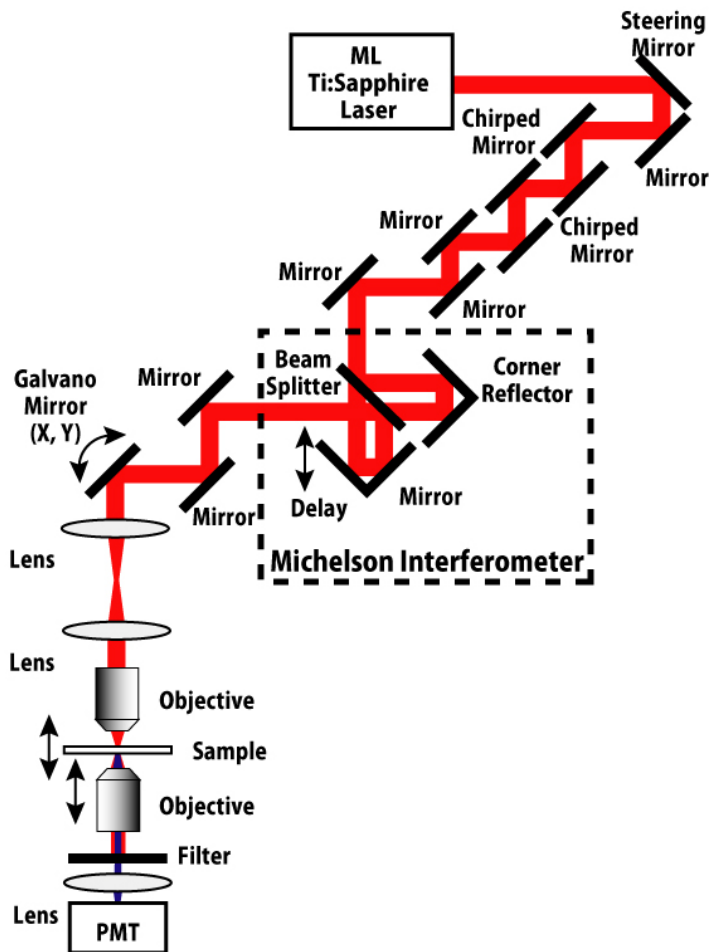 Steering
Mirror
ML
Ti:Sapphire
Laser
Chirped
Mirror
Mirror
Mirror
Chirped
Mirror
Mirror
Mirror
Beam
Splitter
Corner
Reflector
Galvano
Mirror
(X, Y)
Mirror
Mirror
Delay
Mirror
Michelson Interferometer
Lens
Lens
Objective
Sample
Objective
Filter
Lens
PMT